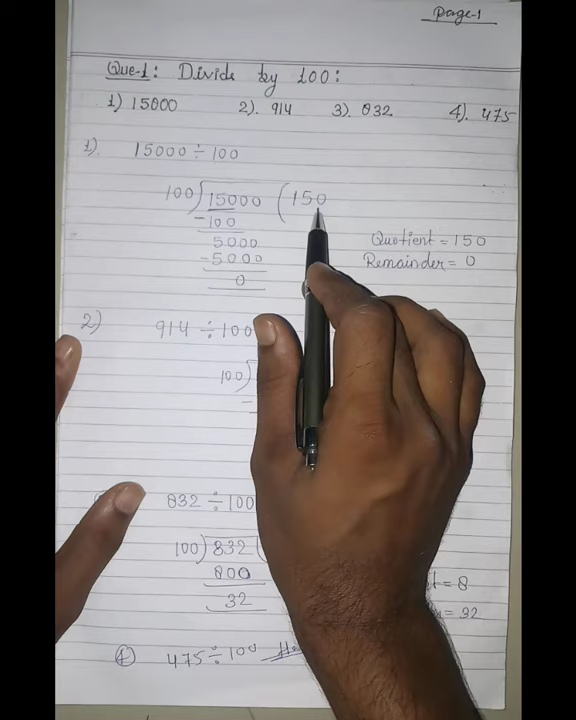 Page-1
Que-1: Divide by 100:
1) 15000 2). 914 3). 832 4). 475
1). 15000 ÷ 100
100) 15000 (150
-100
5000
-5000
0
Quotient = 150
Remainder = 0
2) 914 ÷ 100
100)
832 ÷ 100
100) 832 (
800
32
= 8
= 32
4 475 ÷ 100